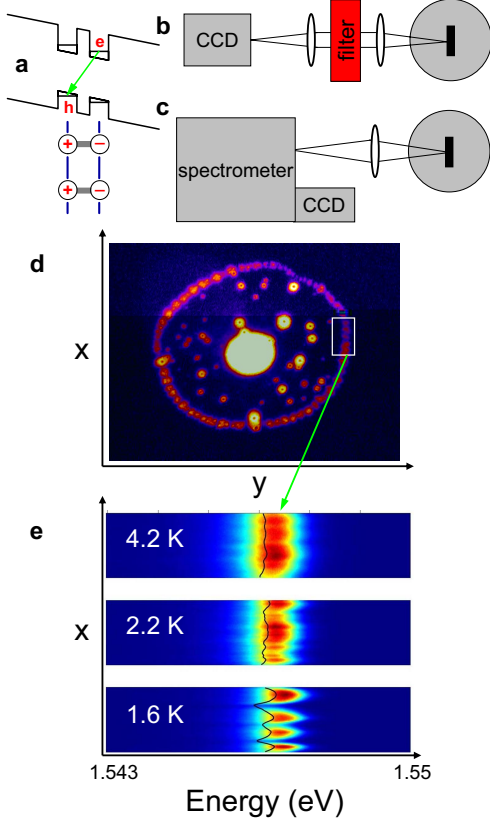 a
e
h
+ −
+ −
b
CCD
filter
c
spectrometer
CCD
d
x
y
e
4.2 K
2.2 K
x
1.6 K
1.543
1.55
Energy (eV)